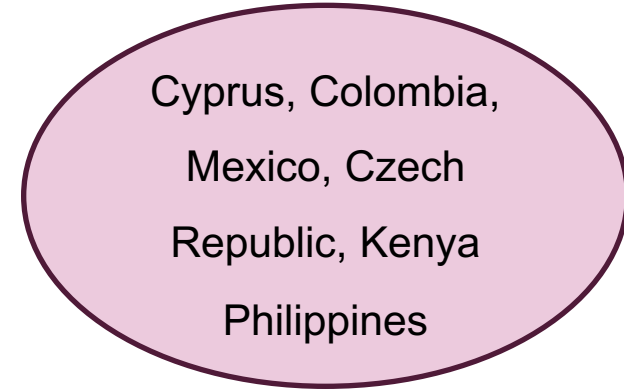 Cyprus, Colombia,
Mexico, Czech
Republic, Kenya
Philippines